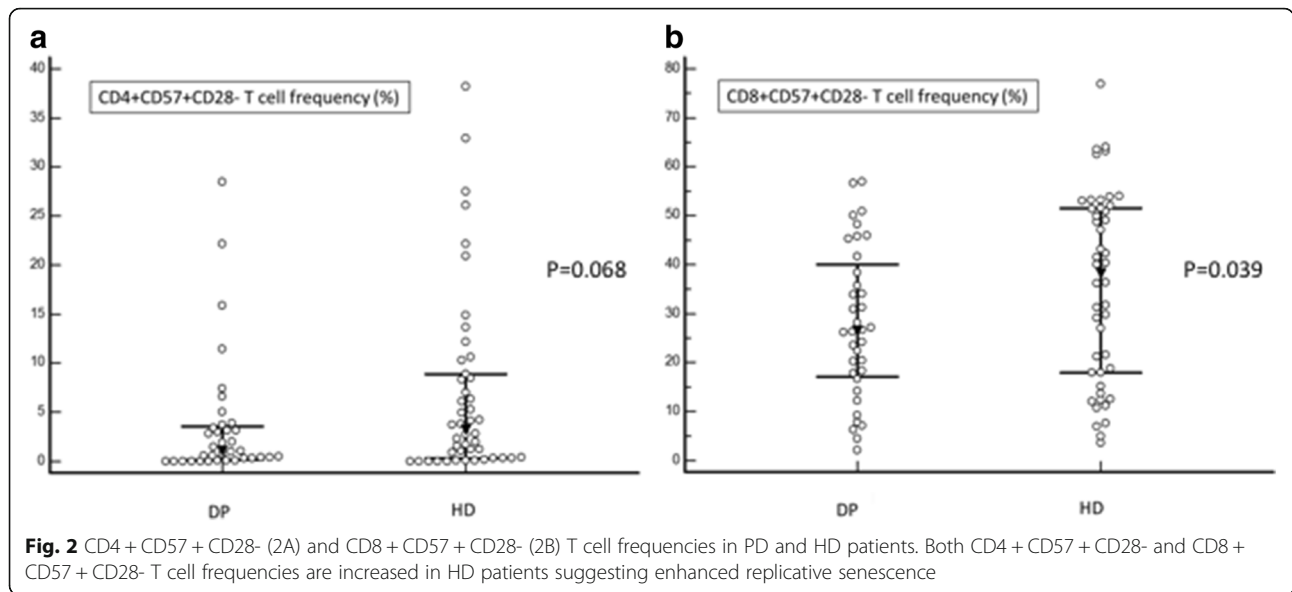 a
40
CD4+CD57+CD28- T cell frequency (%)
35
30
25
20
15
10
5
0
P=0.068
DP
HD
b
80
CD8+CD57+CD28- T cell frequency (%)
70
60
50
40
30
20
10
0
P=0.039
DP
HD
Fig. 2 CD4 + CD57 + CD28- (2A) and CD8 + CD57 + CD28- (2B) T cell frequencies in PD and HD patients. Both CD4 + CD57 + CD28- and CD8 +
CD57 + CD28- T cell frequencies are increased in HD patients suggesting enhanced replicative senescence